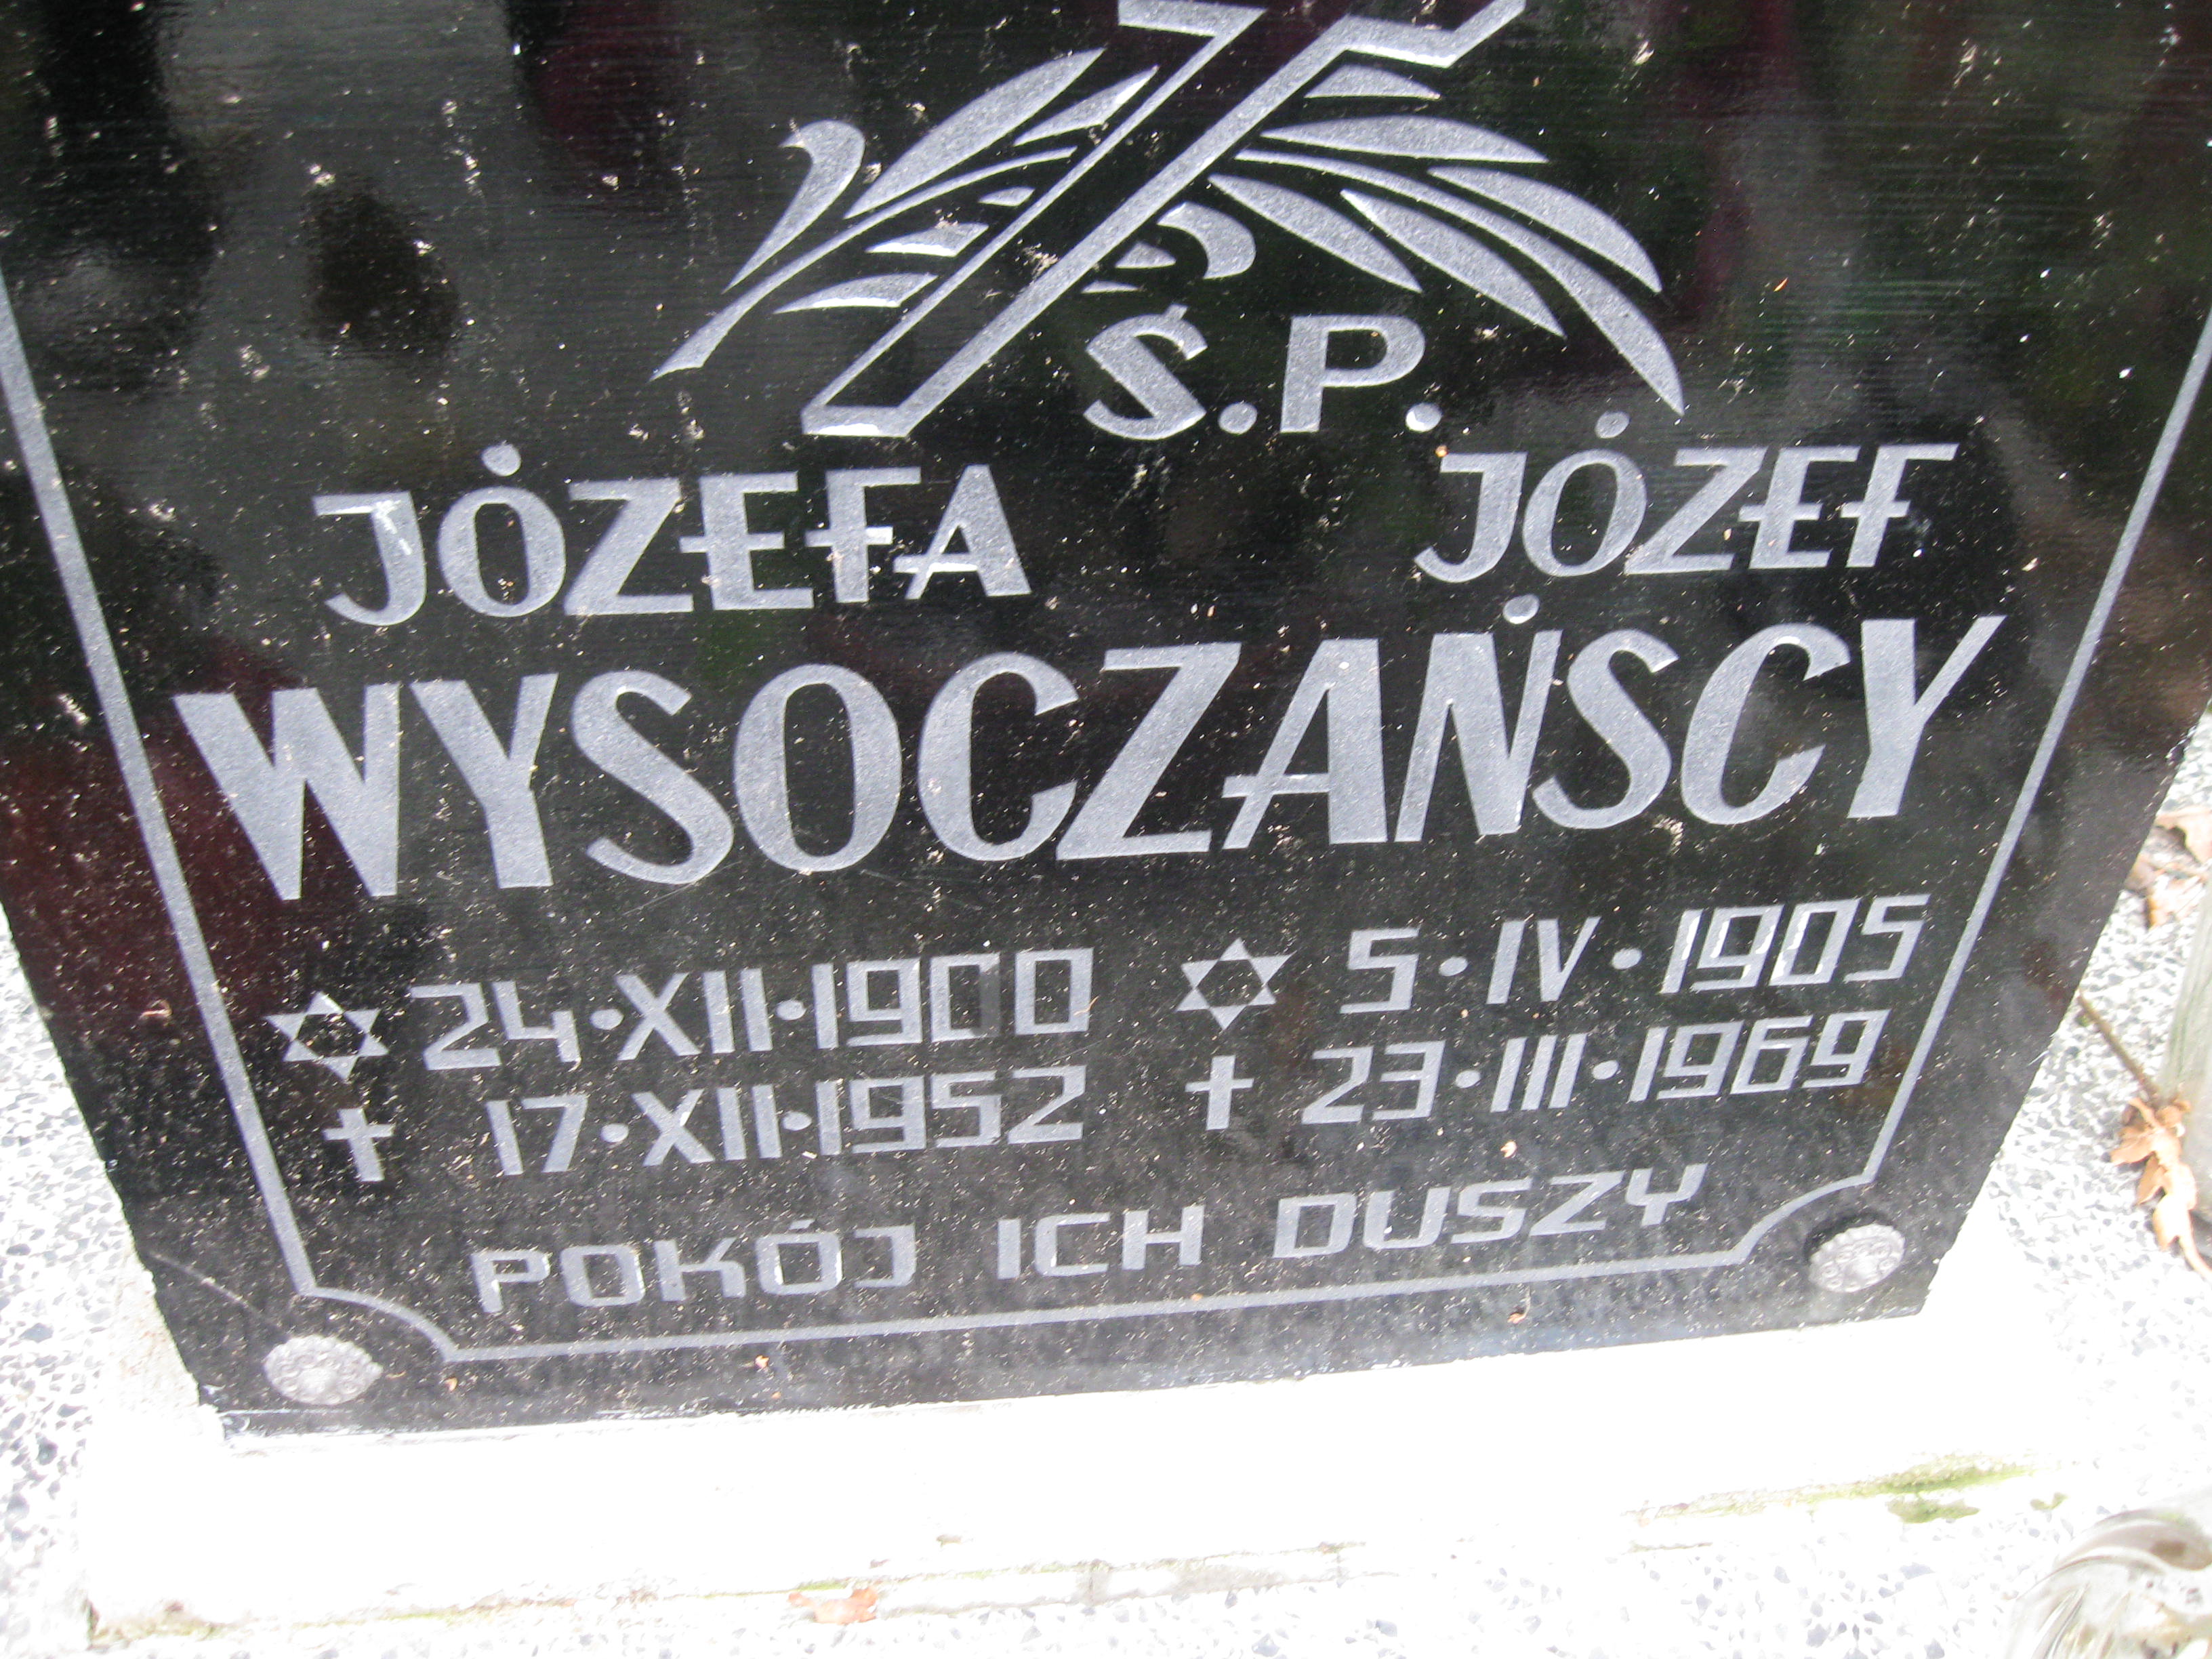 Ś.P.
JÓZEFA JÓZEF
WYSOCZAŃSCY
✡ 24·XII·1900 ✡ 5·IV·1905
✝ 17·XII·1952 ✝ 23·III·1969
POKÓJ ICH DUSZY